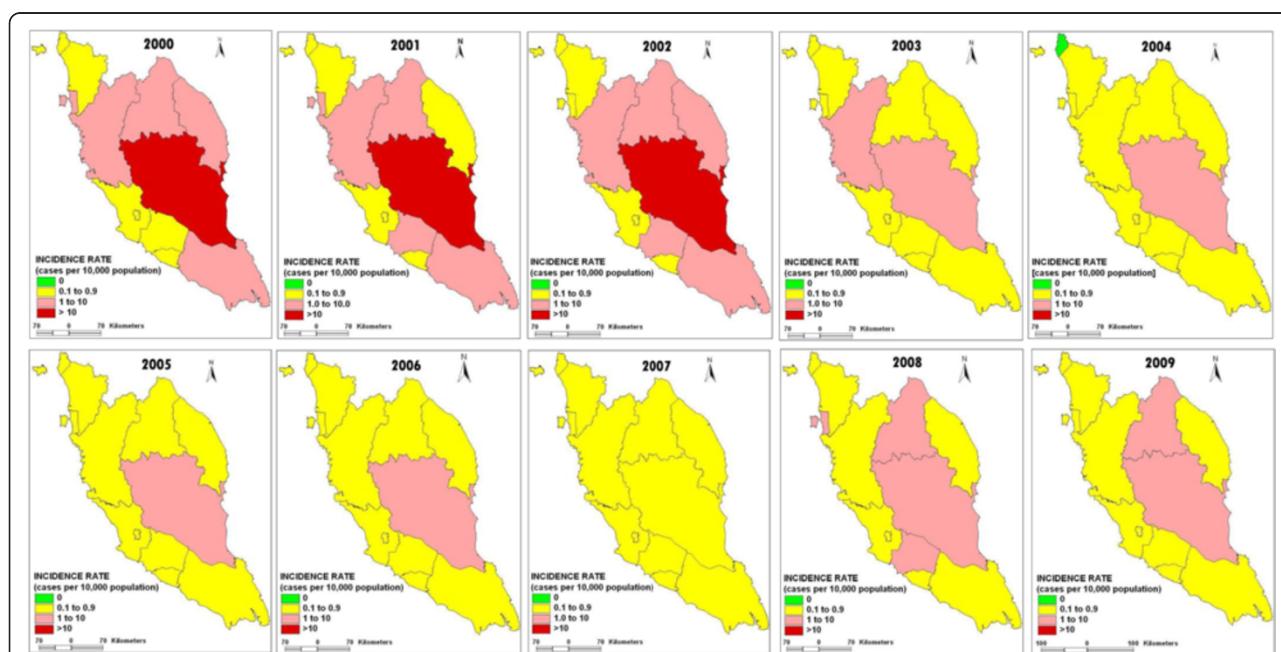 2000
N
INCIDENCE RATE
(cases per 10,000 population)
0
0.1 to 0.9
1 to 10
> 10
70 0 70 Kilometers
2001
N
INCIDENCE RATE
(cases per 10,000 population)
0
0.1 to 0.9
1.0 to 10.0
>10
70 0 70 Kilometers
2002
N
INCIDENCE RATE
(cases per 10,000 population)
0
0.1 to 0.9
1 to 10
>10
70 0 70 Kilometers
2003
N
INCIDENCE RATE
(cases per 10,000 population)
0
0.1 to 0.9
1.0 to 10
>10
70 0 70 Kilometers
2004
N
INCIDENCE RATE
[cases per 10,000 population]
0
0.1 to 0.9
1 to 10
>10
70 0 70 Kilometers
2005
N
INCIDENCE RATE
(cases per 10,000 population)
0
0.1 to 0.9
1 to 10
>10
70 0 70 Kilometers
2006
N
INCIDENCE RATE
(cases per 10,000 population)
0
0.1 to 0.9
1 to 10
>10
70 0 70 Kilometers
2007
N
INCIDENCE RATE
(cases per 10,000 population)
0
0.1 to 0.9
1.0 to 10
>10
70 0 70 Kilometers
2008
N
INCIDENCE RATE
(cases per 10,000 population)
0
0.1 to 0.9
1 to 10
>10
70 0 70 Kilometers
2009
N
INCIDENCE RATE
(cases per 10,000 population)
0
0.1 to 0.9
1 to 10
>10
100 0 100 Kilometers